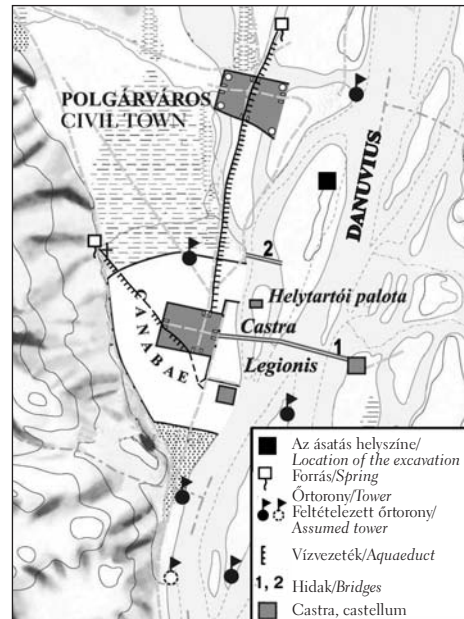 POLGÁRVÁROS
CIVIL TOWN
DANUVIUS
2
Helytartói palota
CANABAE
Castra
1
Legionis
Az ásatás helyszíne/
Location of the excavation
Forrás/Spring
Őrtorony/Tower
Feltételezett őrtorony/
Assumed tower
Vízvezeték/Aquaeduct
1, 2 Hidak/Bridges
Castra, castellum